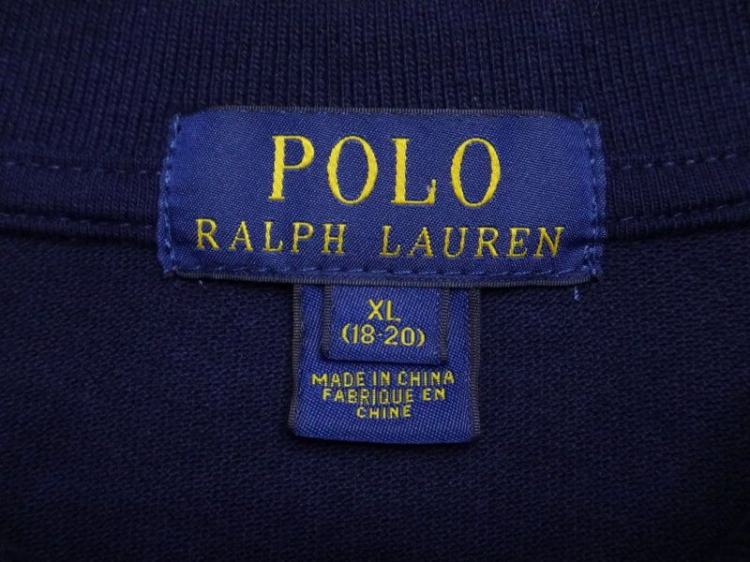 POLO
RALPH LAUREN
XL
(18-20)
MADE IN CHINA
FABRIQUE EN
CHINE